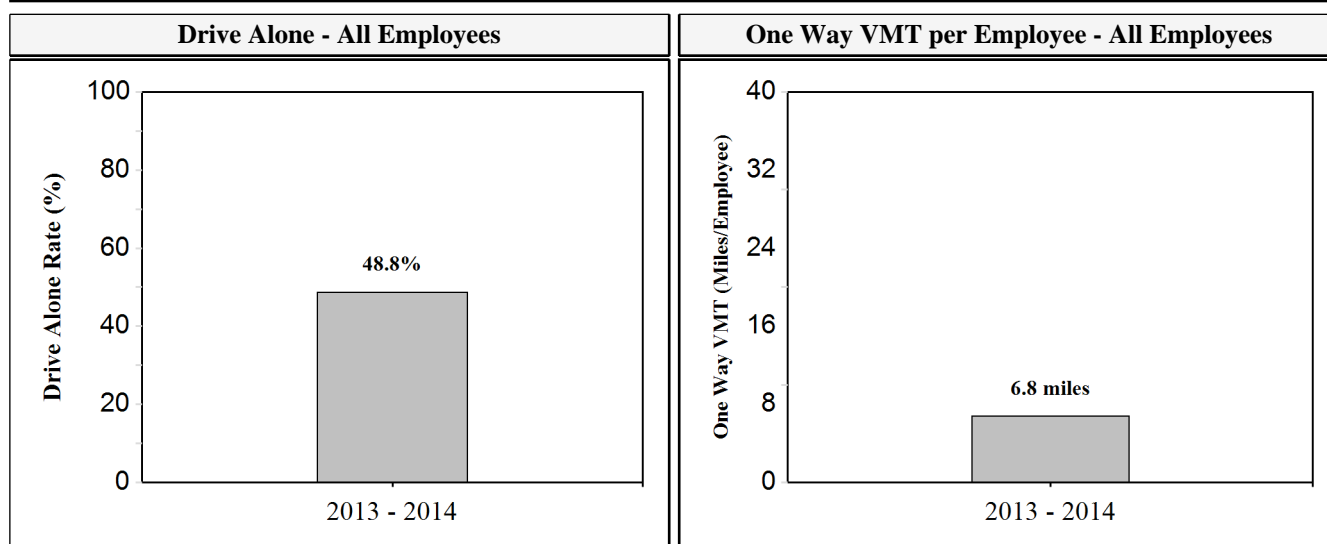 Drive Alone - All Employees
One Way VMT per Employee - All Employees
Drive Alone Rate (%)
100
80
60
40
20
0
48.8%
2013 - 2014
One Way VMT (Miles/Employee)
40
32
24
16
8
0
6.8 miles
2013 - 2014